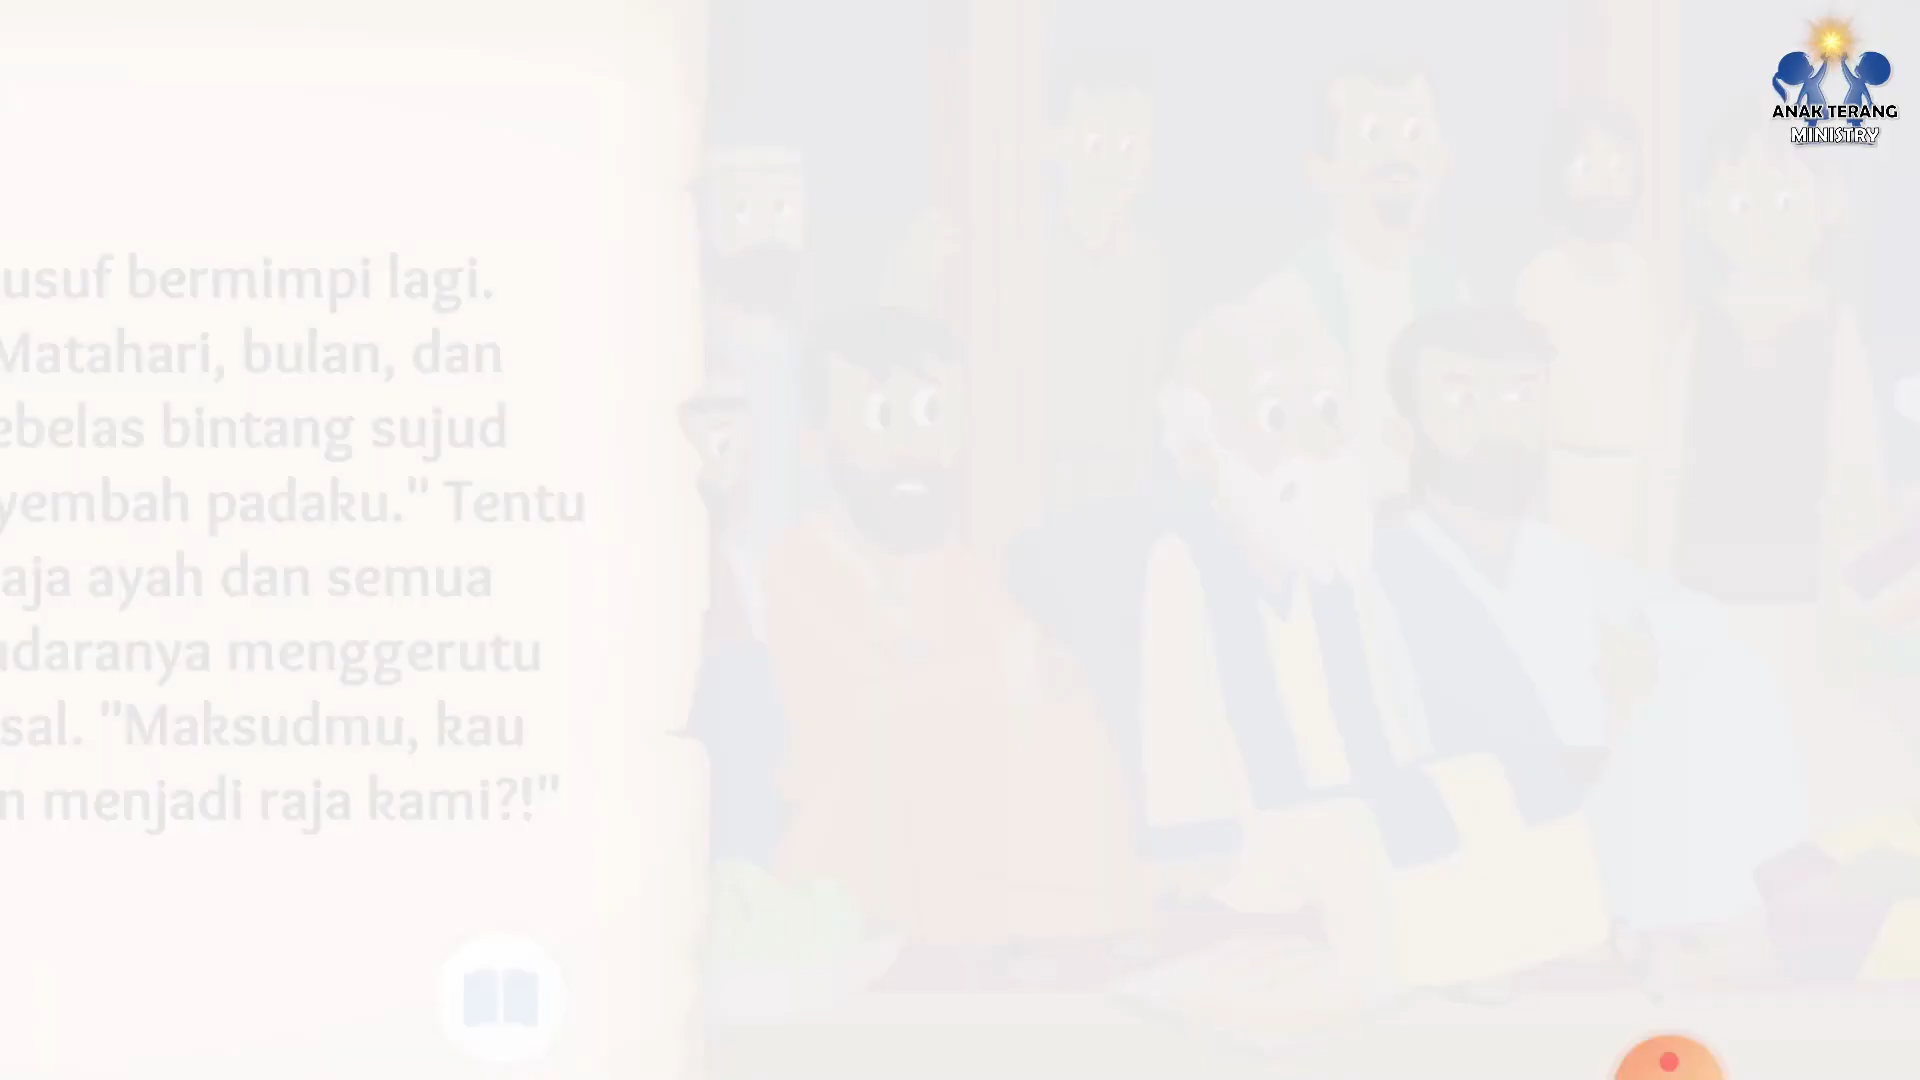 usuf bermimpi lagi.
Matahari, bulan, dan
ebelas bintang sujud
yembah padaku." Tentu
aja ayah dan semua
udaranya menggerutu
sal. "Maksudmu, kau
n menjadi raja kami?!"
ANAK TERANG
MINISTRY